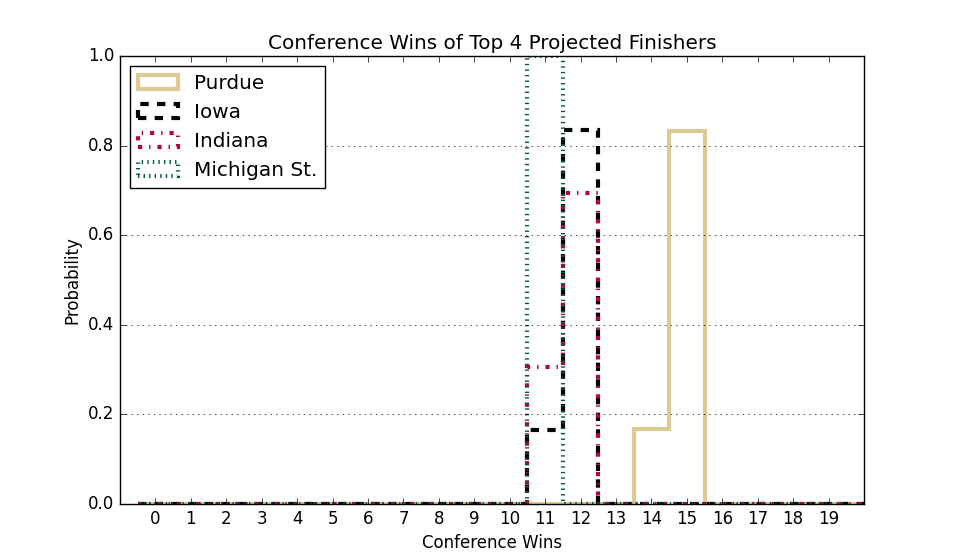 Conference Wins of Top 4 Projected Finishers
1.0
0.8
0.6
0.4
0.2
0.0
Probability
Purdue
Iowa
Indiana
Michigan St.
0 1 2 3 4 5 6 7 8 9 10 11 12 13 14 15 16 17 18 19
Conference Wins